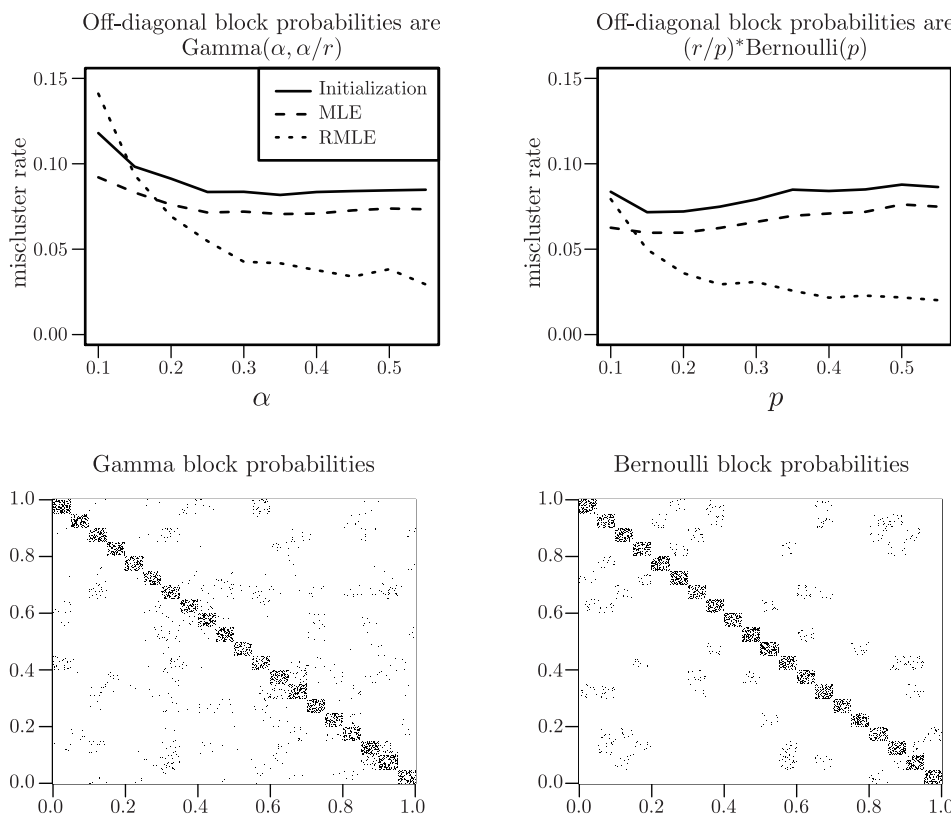 Off-diagonal block probabilities are
Gamma(α, α/r)
0.15
0.10
0.05
0.00
miscluster rate
Initialization
MLE
RMLE
0.1 0.2 0.3 0.4 0.5
α
Off-diagonal block probabilities are
(r/p)*Bernoulli(p)
0.15
0.10
0.05
0.00
miscluster rate
0.1 0.2 0.3 0.4 0.5
p
Gamma block probabilities
1.0
0.8
0.6
0.4
0.2
0.0
0.0 0.2 0.4 0.6 0.8 1.0
Bernoulli block probabilities
1.0
0.8
0.6
0.4
0.2
0.0
0.0 0.2 0.4 0.6 0.8 1.0